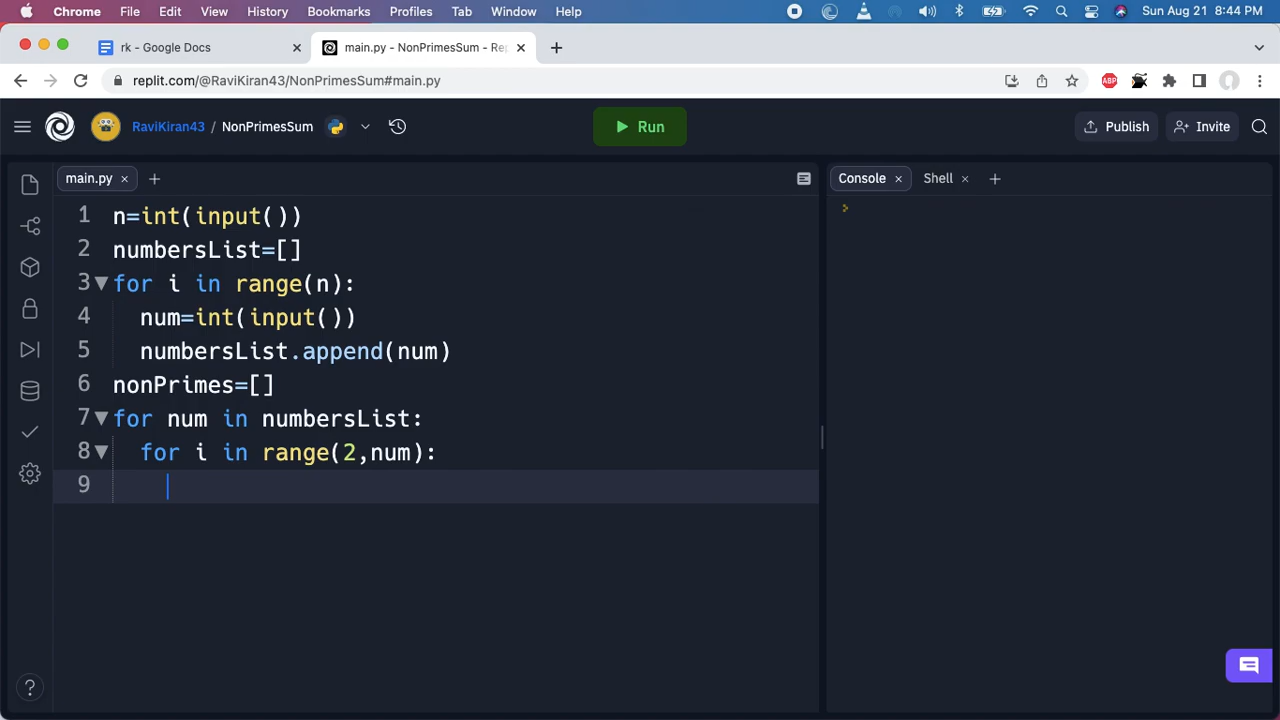 Chrome File Edit View History Bookmarks Profiles Tab Window Help Sun Aug 21 8:44 PM
rk - Google Docs main.py - NonPrimesSum - Rep
replit.com/@RaviKiran43/NonPrimesSum#main.py ABP
RaviKiran43 / NonPrimesSum Run Publish Invite
main.py Console Shell
1 n=int(input())
2 numbersList=[]
3 for i in range(n):
4 num=int(input())
5 numbersList.append(num)
6 nonPrimes=[]
7 for num in numbersList:
8 for i in range(2,num):
9
?